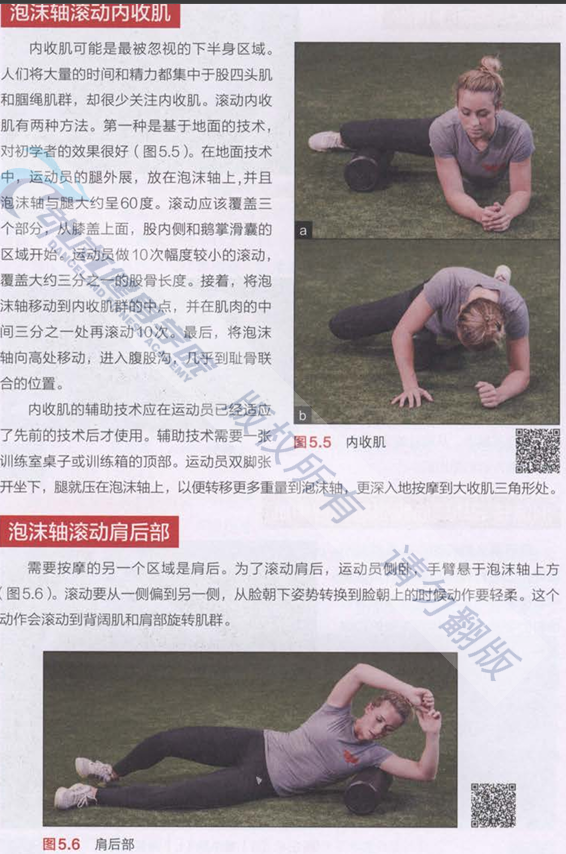 泡沫轴滚动内收肌
内收肌可能是最被忽视的下半身区域。
人们将大量的时间和精力都集中于股四头肌
和腘绳肌群，却很少关注内收肌。滚动内收
肌有两种方法。第一种是基于地面的技术，
对初学者的效果很好（图5.5）。在地面技术
中，运动员的腿外展，放在泡沫轴上，并且
泡沫轴与腿大约呈60度。滚动应该覆盖三
个部分，从膝盖上面，股内侧和鹅掌滑囊的
区域开始。运动员做10次幅度较小的滚动，
覆盖大约三分之一的股骨长度。接着，将泡
沫轴移动到内收肌群的中点，并在肌肉的中
间三分之一处再滚动10次。最后，将泡沫
轴向高处移动，进入腹股沟，几乎到耻骨联
合的位置。
a
b
图5.5 内收肌
内收肌的辅助技术应在运动员已经适应
了先前的技术后才使用。辅助技术需要一张
训练室桌子或训练箱的顶部。运动员双脚张
开坐下，腿就压在泡沫轴上，以便转移更多重量到泡沫轴，更深入地按摩到大收肌三角形处。
泡沫轴滚动肩后部
需要按摩的另一个区域是肩后。为了滚动肩后，运动员侧卧，手臂悬于泡沫轴上方
（图5.6）。滚动要从一侧偏到另一侧，从脸朝下姿势转换到脸朝上的时候动作要轻柔。这个
动作会滚动到背阔肌和肩部旋转肌群。
图5.6 肩后部
版权所有 请勿翻版